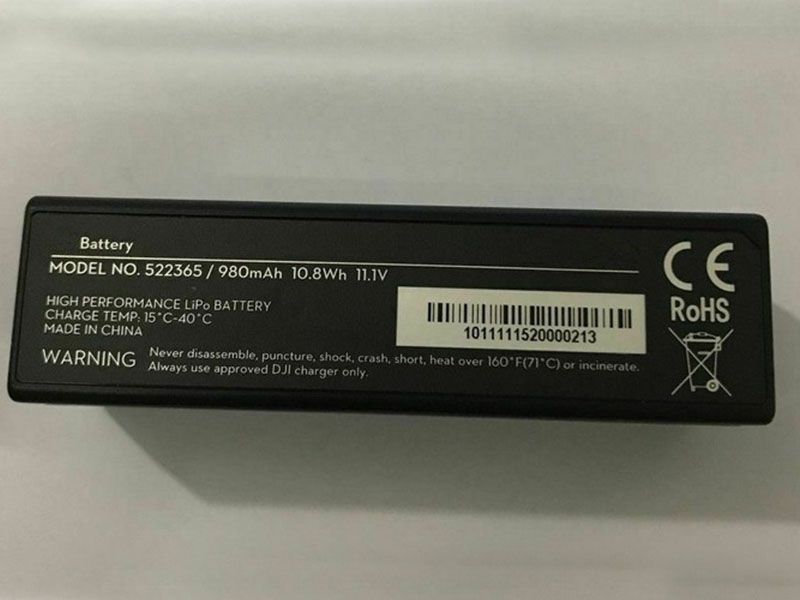 Battery
MODEL NO. 522365 / 980mAh 10.8Wh 11.1V
HIGH PERFORMANCE LiPo BATTERY
CHARGE TEMP: 15°C-40°C
MADE IN CHINA
1011111520000213
WARNING
Never disassemble, puncture, shock, crash, short, heat over 160°F(71°C) or incinerate.
Always use approved DJI charger only.
CE
RoHS